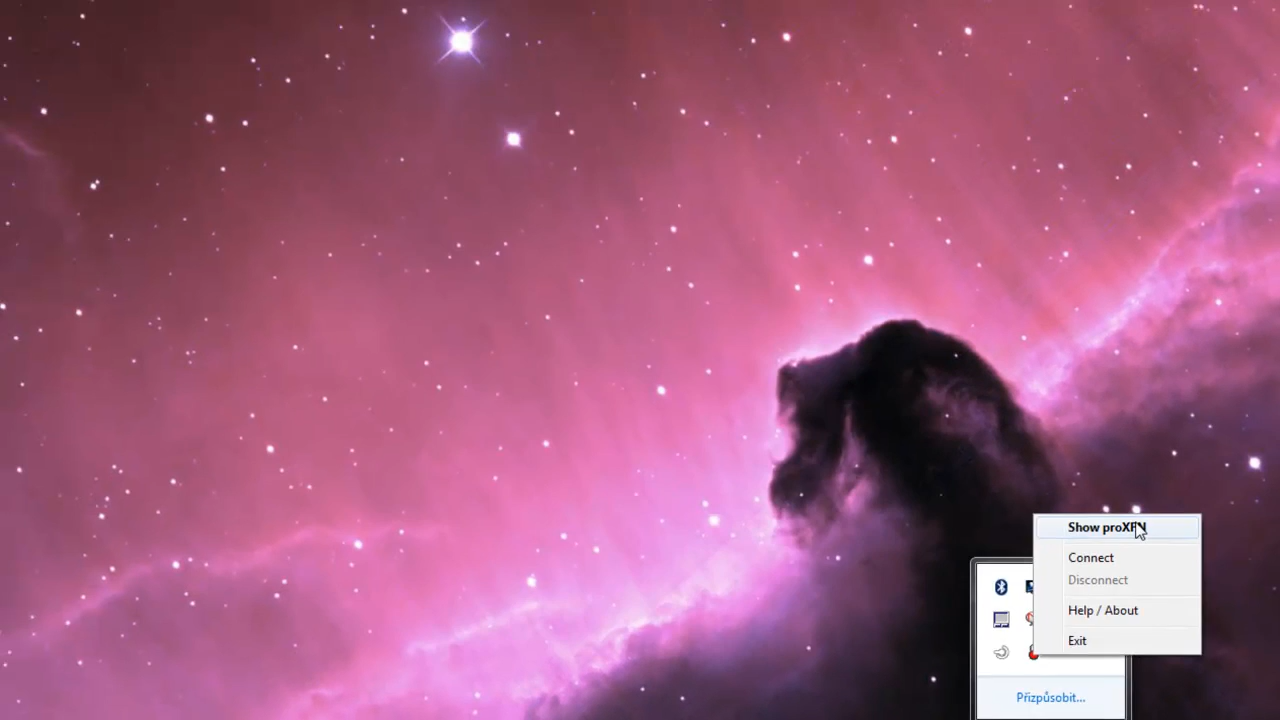 Show proXPN
Connect
Disconnect
Help / About
Exit
Přizpůsobit...